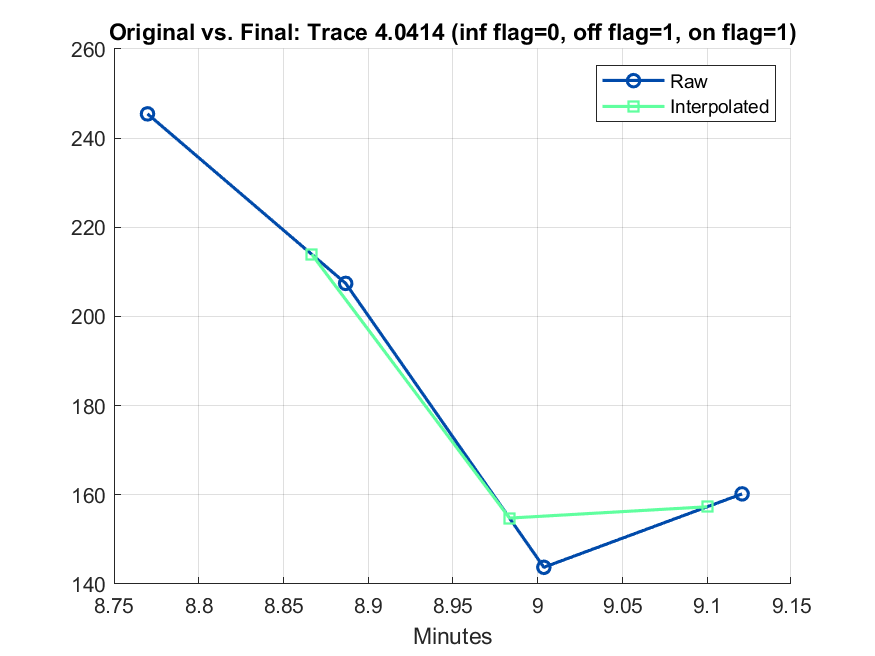 Original vs. Final: Trace 4.0414 (inf flag=0, off flag=1, on flag=1)
260
240
220
200
180
160
140
Raw
Interpolated
8.75 8.8 8.85 8.9 8.95 9 9.05 9.1 9.15
Minutes